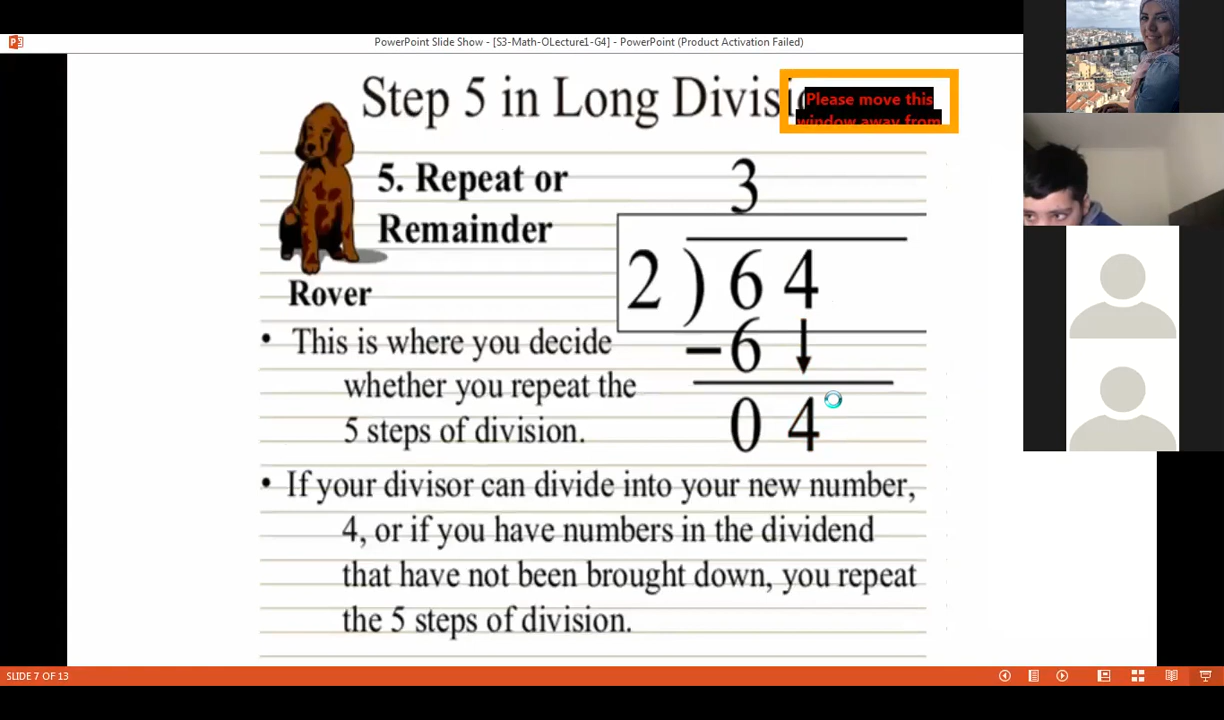 PowerPoint Slide Show - [S3-Math-OLecture1-G4] - PowerPoint (Product Activation Failed)
Step 5 in Long Divisi
Please move this
window away from
5. Repeat or
Remainder
Rover
3
2 ) 6 4
– 6
0 4
• This is where you decide
whether you repeat the
5 steps of division.
• If your divisor can divide into your new number,
4, or if you have numbers in the dividend
that have not been brought down, you repeat
the 5 steps of division.
SLIDE 7 OF 13